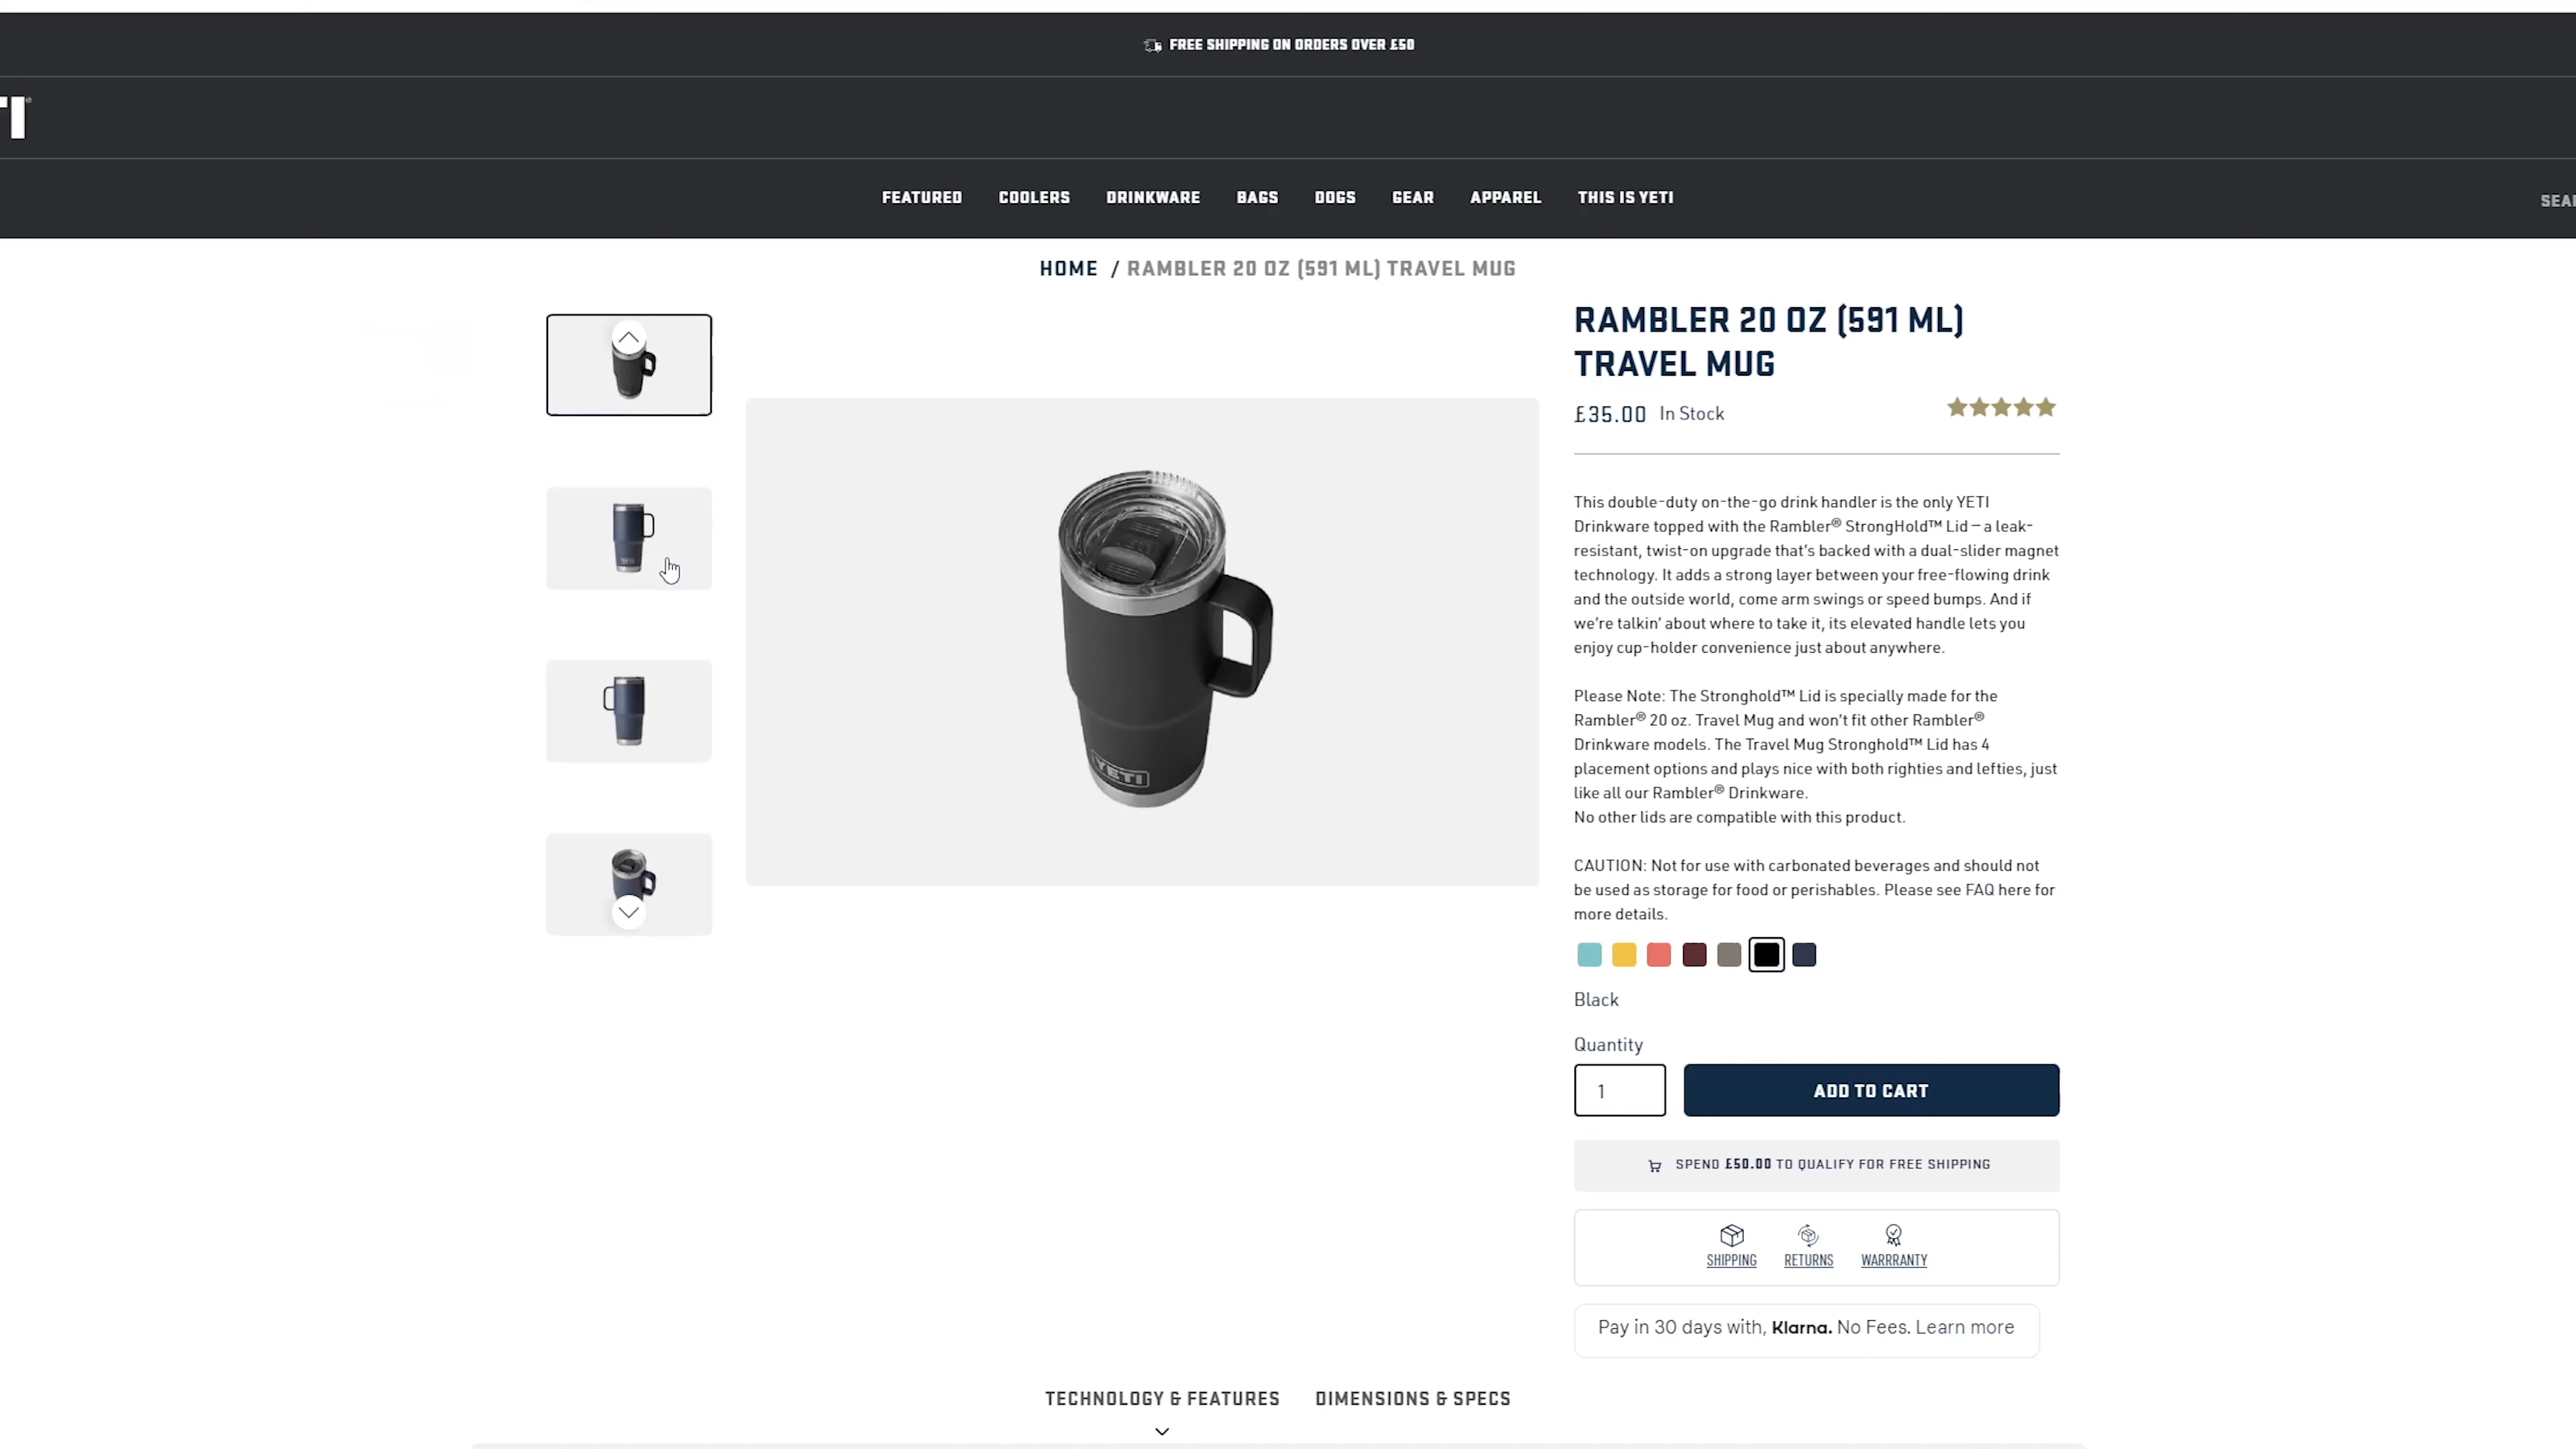 FREE SHIPPING ON ORDERS OVER £50
FEATURED COOLERS DRINKWARE BAGS DOGS GEAR APPAREL THIS IS YETI
HOME / RAMBLER 20 OZ (591 ML) TRAVEL MUG
RAMBLER 20 OZ (591 ML)
TRAVEL MUG
£35.00 In Stock
This double-duty on-the-go drink handler is the only YETI
Drinkware topped with the Rambler® StrongHold™ Lid – a leak-
resistant, twist-on upgrade that's backed with a dual-slider magnet
technology. It adds a strong layer between your free-flowing drink
and the outside world, come arm swings or speed bumps. And if
we're talkin' about where to take it, its elevated handle lets you
enjoy cup-holder convenience just about anywhere.
Please Note: The Stronghold™ Lid is specially made for the
Rambler® 20 oz. Travel Mug and won't fit other Rambler®
Drinkware models. The Travel Mug Stronghold™ Lid has 4
placement options and plays nice with both righties and lefties, just
like all our Rambler® Drinkware.
No other lids are compatible with this product.
CAUTION: Not for use with carbonated beverages and should not
be used as storage for food or perishables. Please see FAQ here for
more details.
YETI
Black
Quantity
1 ADD TO CART
SPEND £50.00 TO QUALIFY FOR FREE SHIPPING
SHIPPING RETURNS WARRRANTY
Pay in 30 days with, Klarna. No Fees. Learn more
TECHNOLOGY & FEATURES DIMENSIONS & SPECS